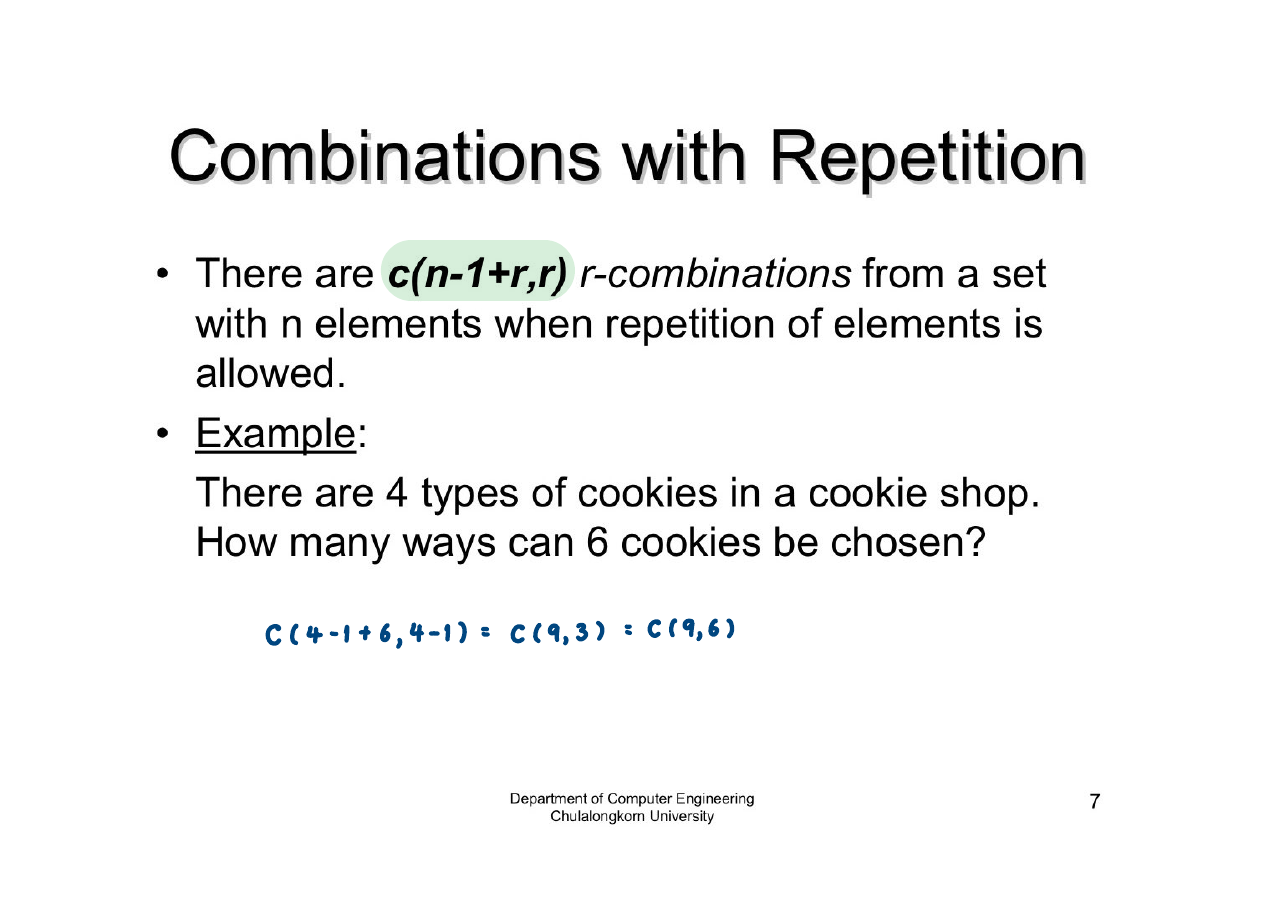 Combinations with Repetition
• There are c(n-1+r,r) r-combinations from a set
with n elements when repetition of elements is
allowed.
• Example:
There are 4 types of cookies in a cookie shop.
How many ways can 6 cookies be chosen?
C(4-1+6,4-1) = C(9,3) = C(9,6)
Department of Computer Engineering
Chulalongkorn University
7